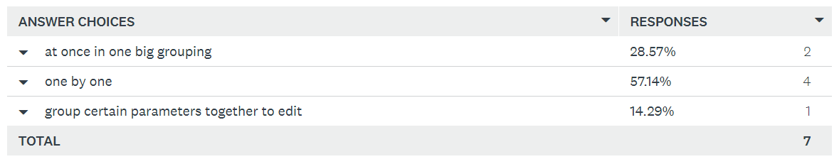 ANSWER CHOICES RESPONSES
at once in one big grouping 28.57% 2
one by one 57.14% 4
group certain parameters together to edit 14.29% 1
TOTAL 7